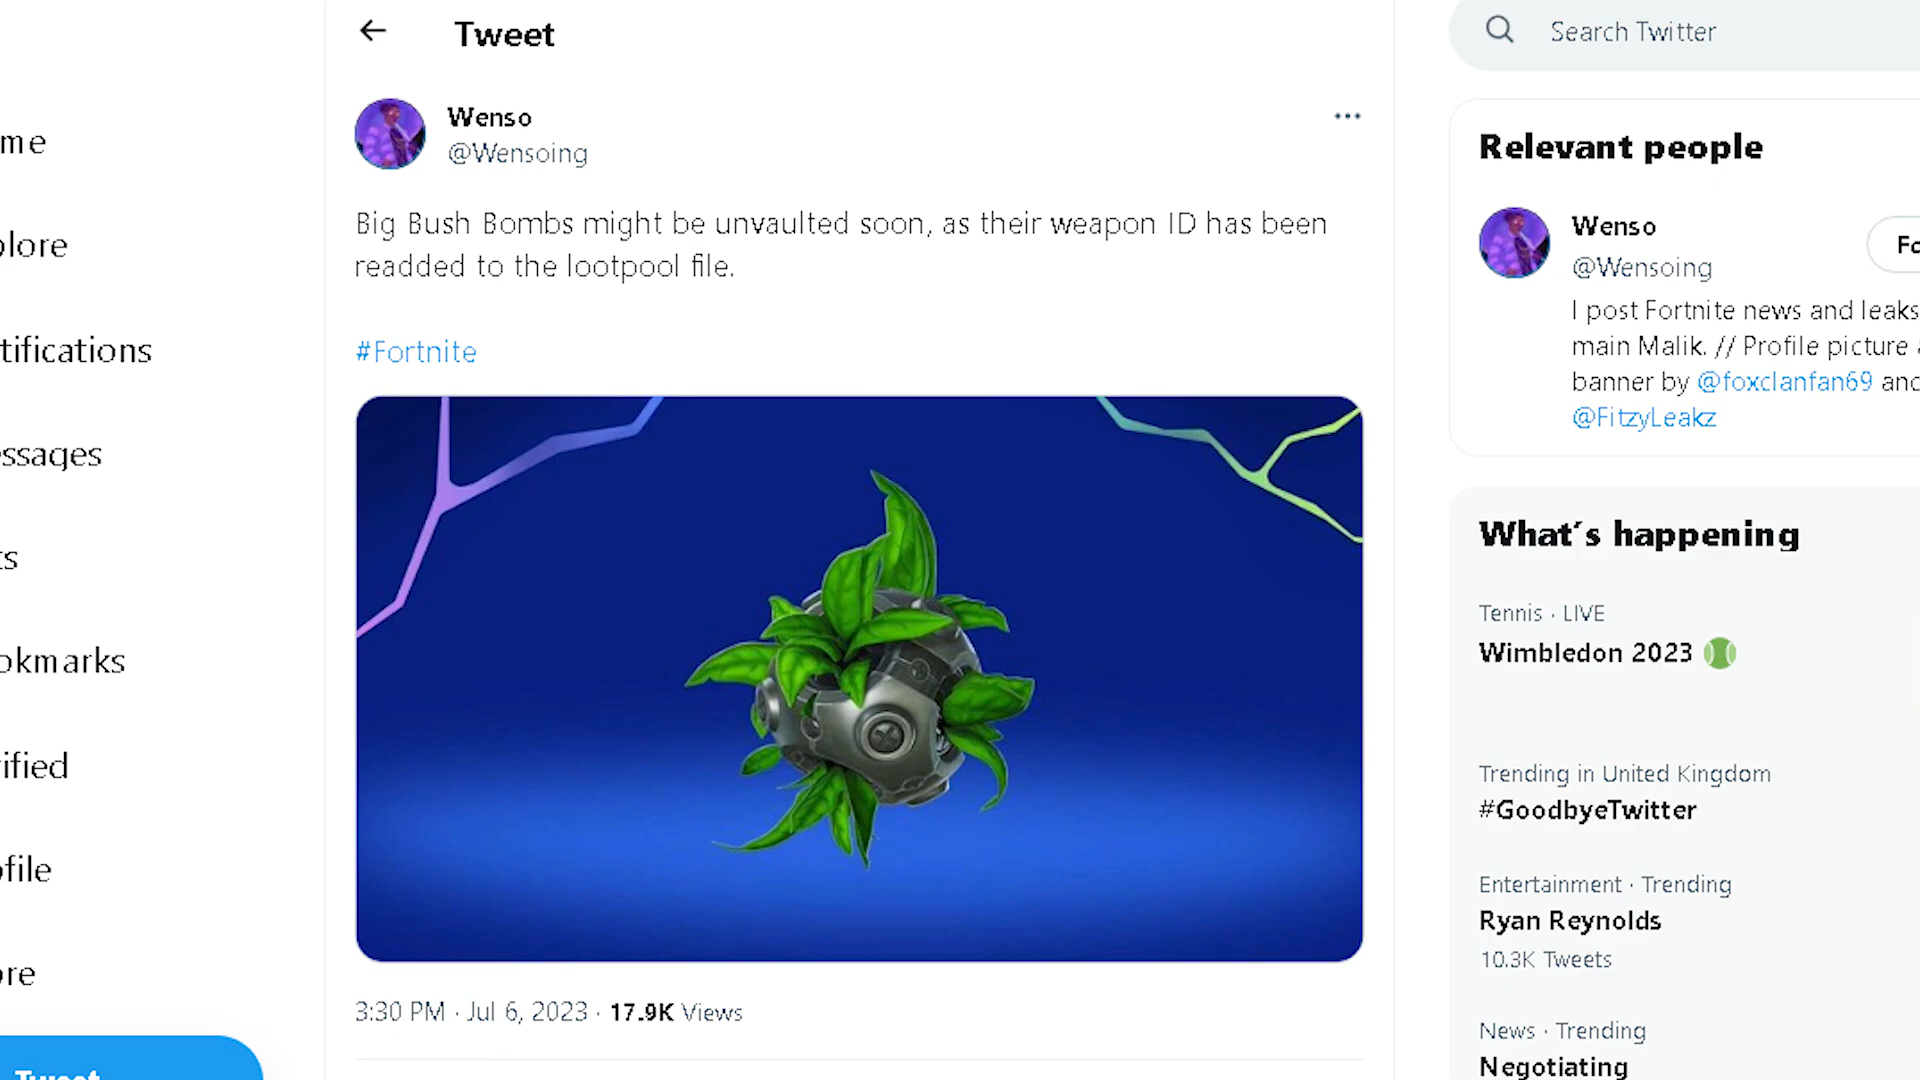 me
plore
tifications
essages
ts
okmarks
ified
ofile
ore
Tweet
Tweet
Wenso
@Wensoing
Big Bush Bombs might be unvaulted soon, as their weapon ID has been
readded to the lootpool file.
#Fortnite
3:30 PM · Jul 6, 2023 · 17.9K Views
Search Twitter
Relevant people
Wenso
Fo
@Wensoing
I post Fortnite news and leaks
main Malik. // Profile picture a
banner by @foxclanfan69 and
@FitzyLeakz
What's happening
Tennis · LIVE
Wimbledon 2023
Trending in United Kingdom
#GoodbyeTwitter
Entertainment · Trending
Ryan Reynolds
10.3K Tweets
News · Trending
Negotiating